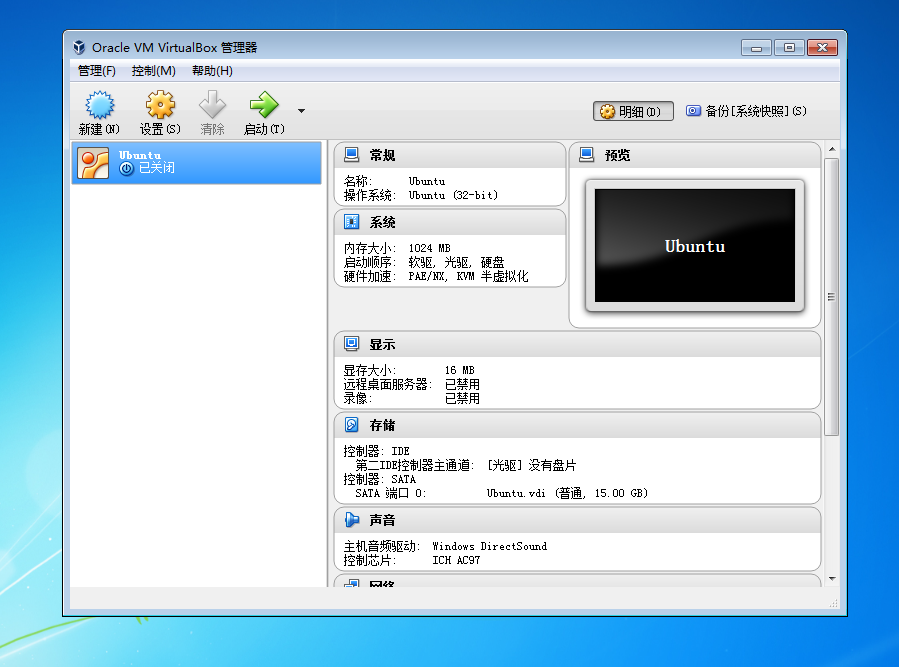 Oracle VM VirtualBox 管理器
管理(F) 控制(M) 帮助(H)
新建(N) 设置(S) 清除 启动(T) 明细(D) 备份[系统快照](S)
Ubuntu
已关闭
常规
名称: Ubuntu
操作系统: Ubuntu (32-bit)
系统
内存大小: 1024 MB
启动顺序: 软驱, 光驱, 硬盘
硬件加速: PAE/NX, KVM 半虚拟化
预览
Ubuntu
显示
显存大小: 16 MB
远程桌面服务器: 已禁用
录像: 已禁用
存储
控制器: IDE
第二IDE控制器主通道: [光驱] 没有盘片
控制器: SATA
SATA 端口 0: Ubuntu.vdi (普通, 15.00 GB)
声音
主机音频驱动: Windows DirectSound
控制芯片: ICH AC97
网络